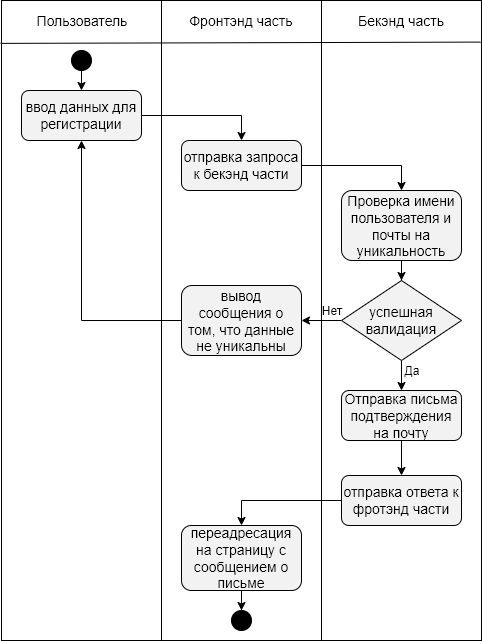 Пользователь
Фронтэнд часть
Бекэнд часть
ввод данных для
регистрации
отправка запроса
к бекэнд части
Проверка имени
пользователя и
почты на
уникальность
вывод
сообщения о
том, что данные
не уникальны
Нет
успешная
валидация
Да
Отправка письма
подтверждения
на почту
отправка ответа к
фротэнд части
переадресация
на страницу с
сообщением о
письме